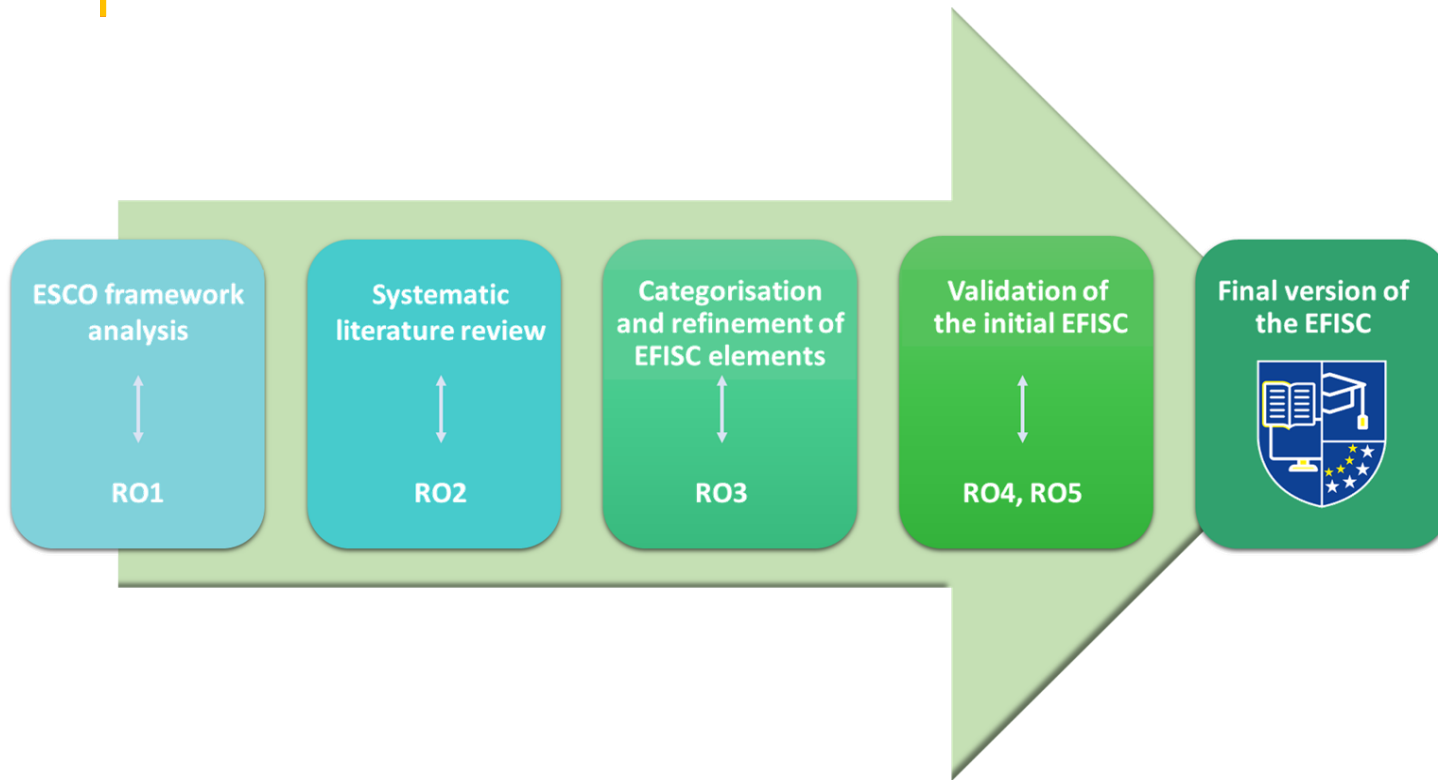 ESCO framework
analysis
RO1
Systematic
literature review
RO2
Categorisation
and refinement of
EFISC elements
RO3
Validation of
the initial EFISC
RO4, RO5
Final version of
the EFISC